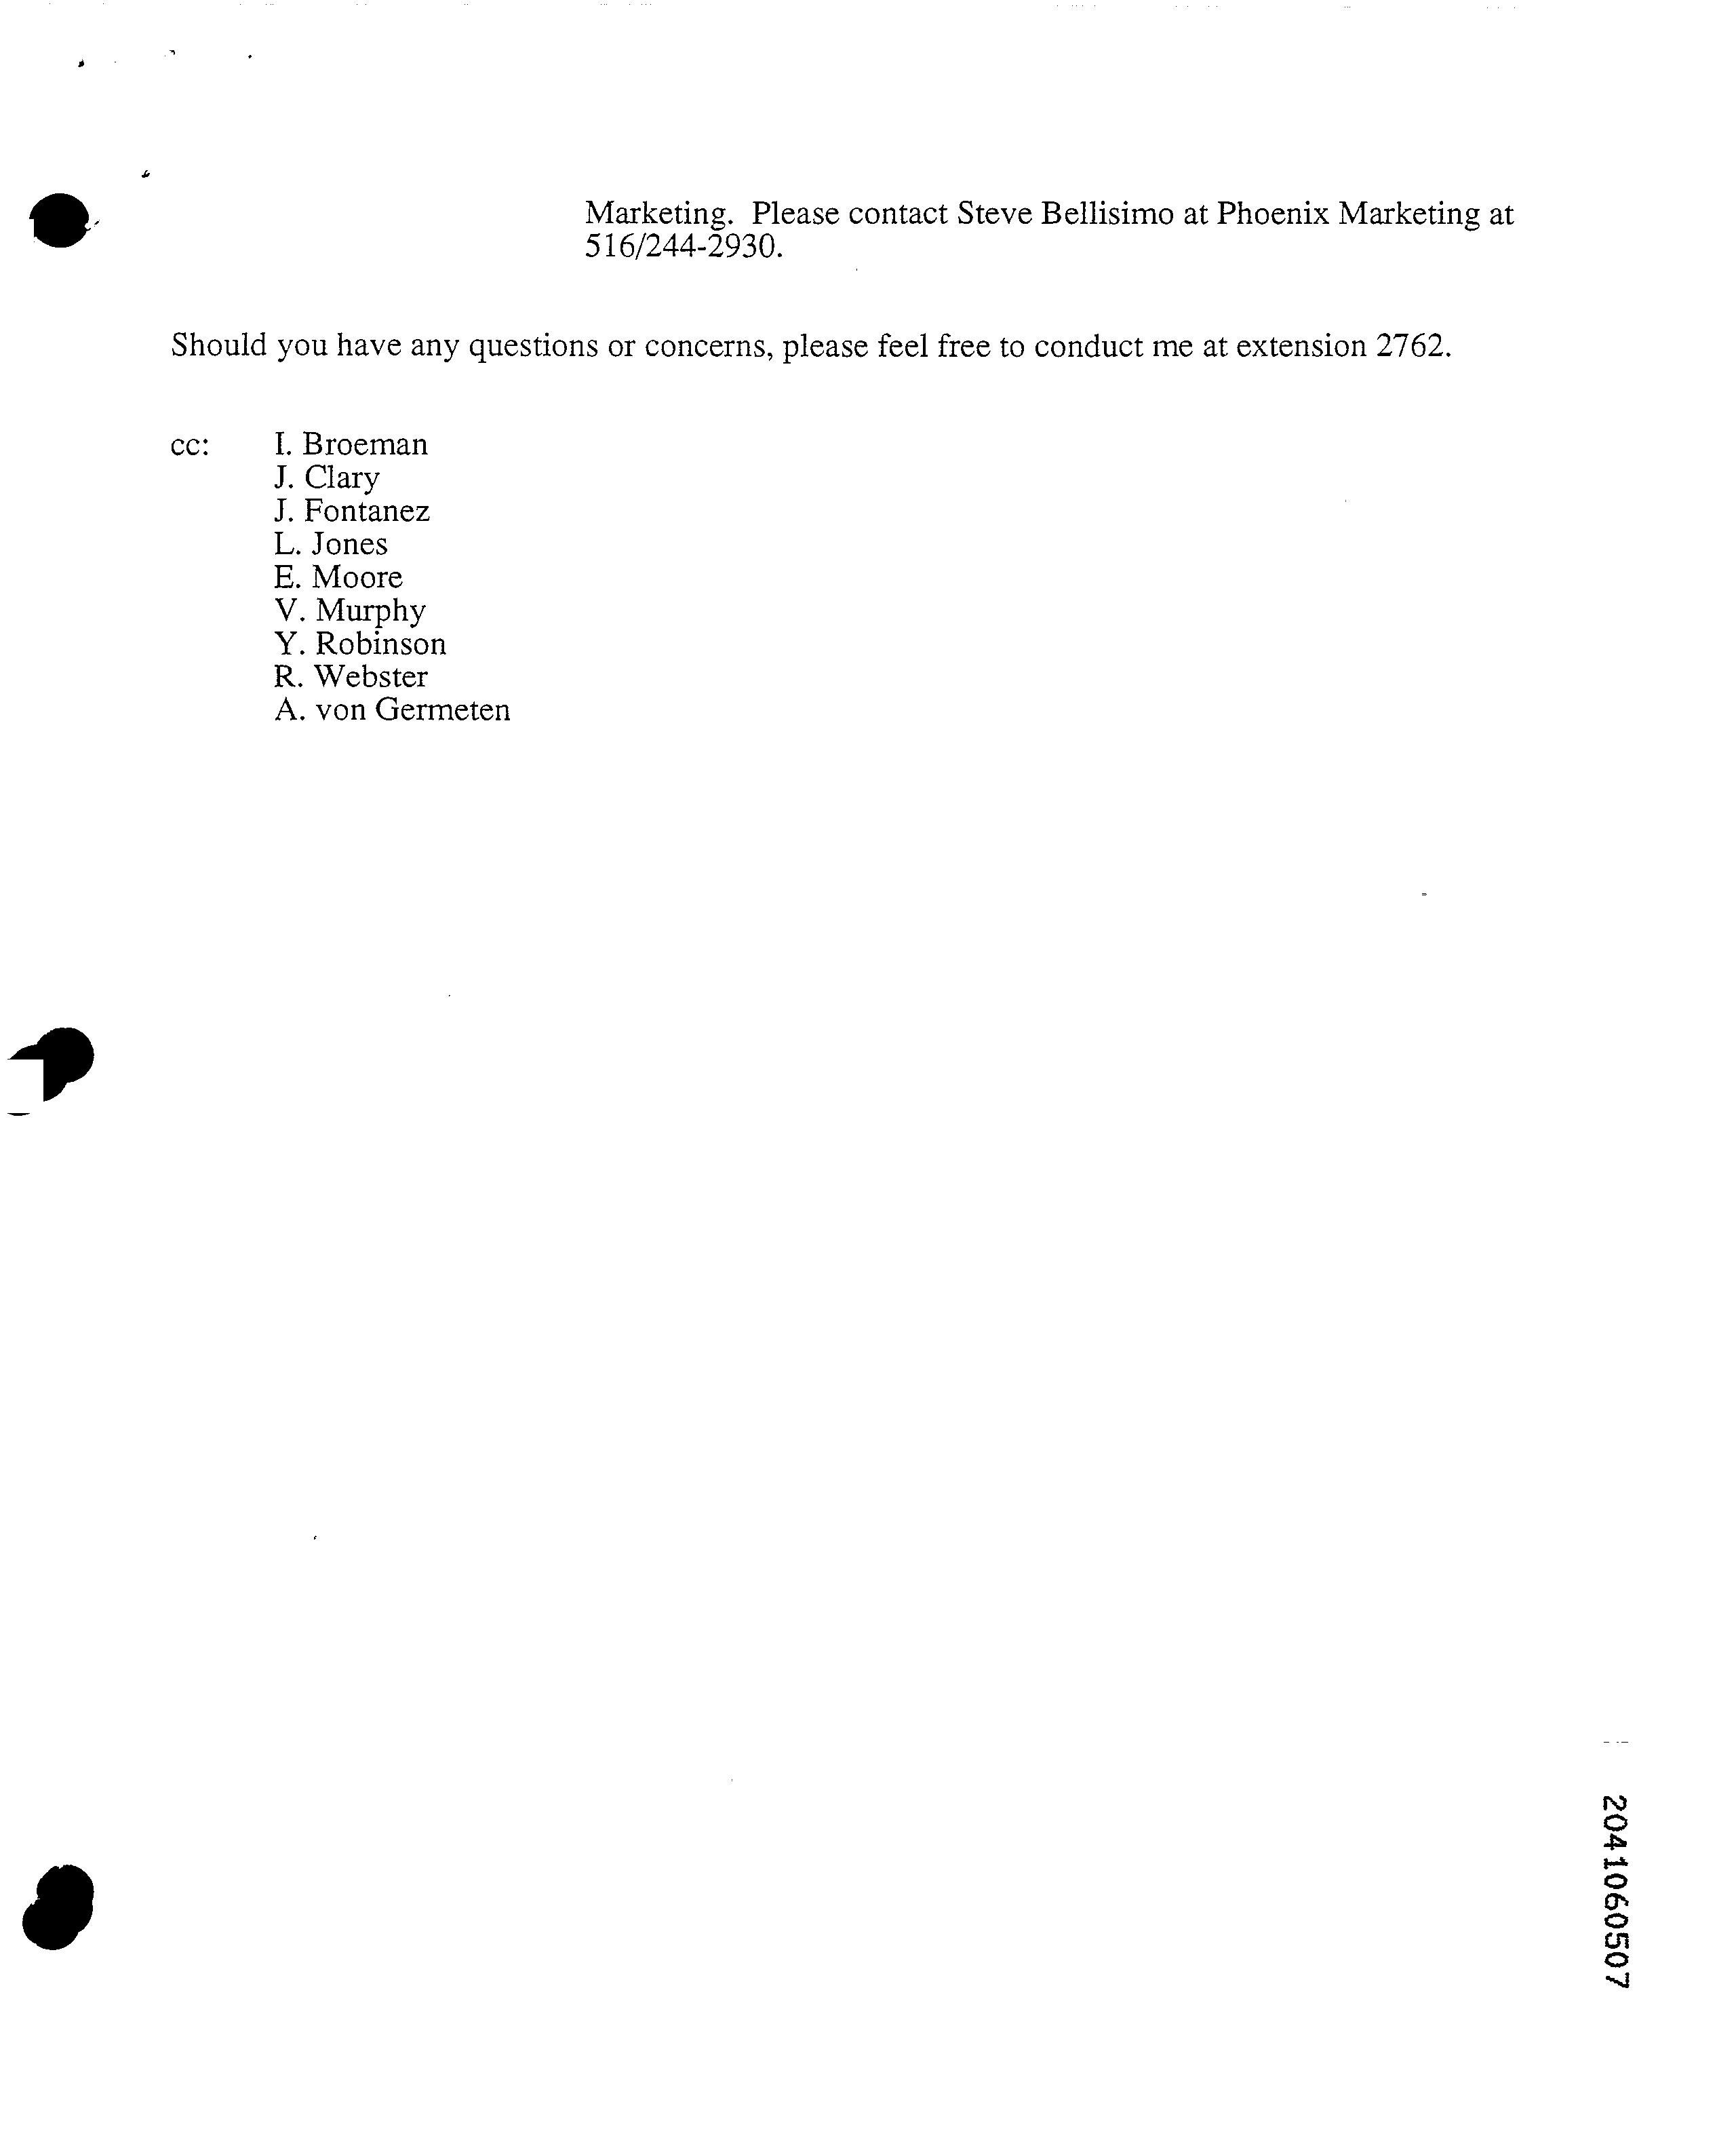 Marketing.  Please contact Steve Bellisimo at Phoenix Marketing at
516/244-2930.
Should you have any questions or concerns, please feel free to conduct me at extension 2762.
cc: I. Broeman
J. Clary
J. Fontanez
L. Jones
E. Moore
V. Murphy
Y. Robinson
R. Webster
A. von Germeten
2041060507